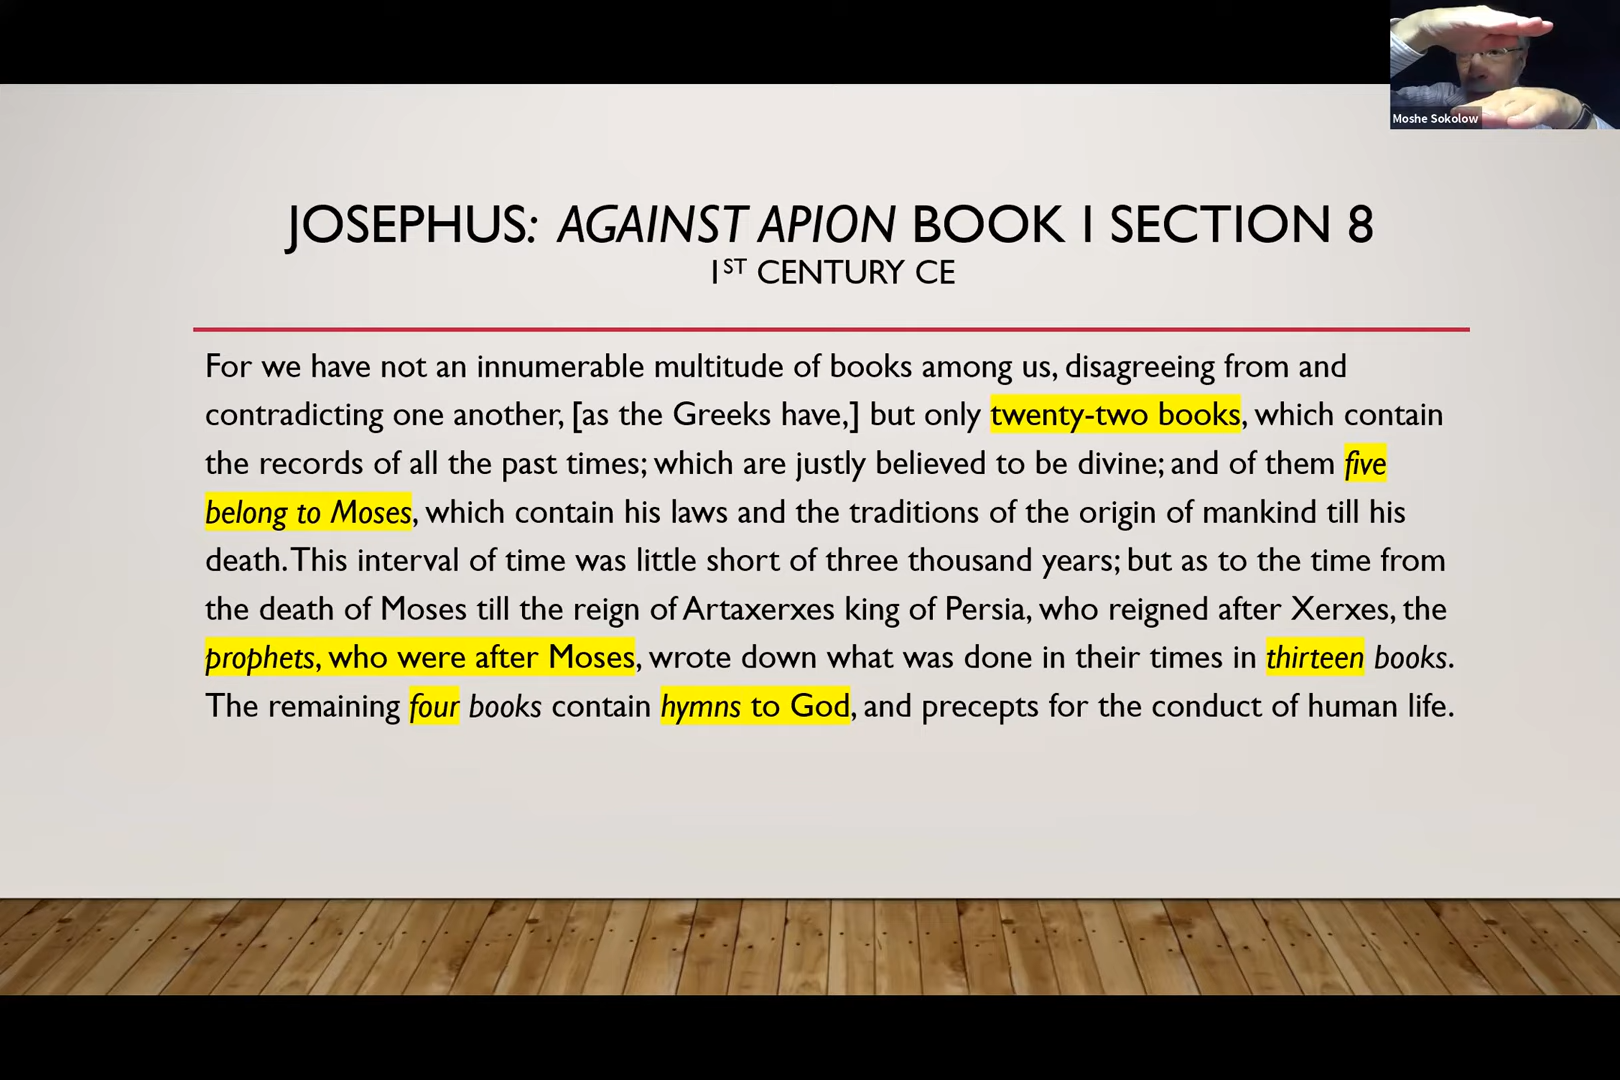 Moshe Sokolow
JOSEPHUS: AGAINST APION BOOK I SECTION 8
1ST CENTURY CE
For we have not an innumerable multitude of books among us, disagreeing from and
contradicting one another, [as the Greeks have,] but only twenty-two books, which contain
the records of all the past times; which are justly believed to be divine; and of them five
belong to Moses, which contain his laws and the traditions of the origin of mankind till his
death. This interval of time was little short of three thousand years; but as to the time from
the death of Moses till the reign of Artaxerxes king of Persia, who reigned after Xerxes, the
prophets, who were after Moses, wrote down what was done in their times in thirteen books.
The remaining four books contain hymns to God, and precepts for the conduct of human life.